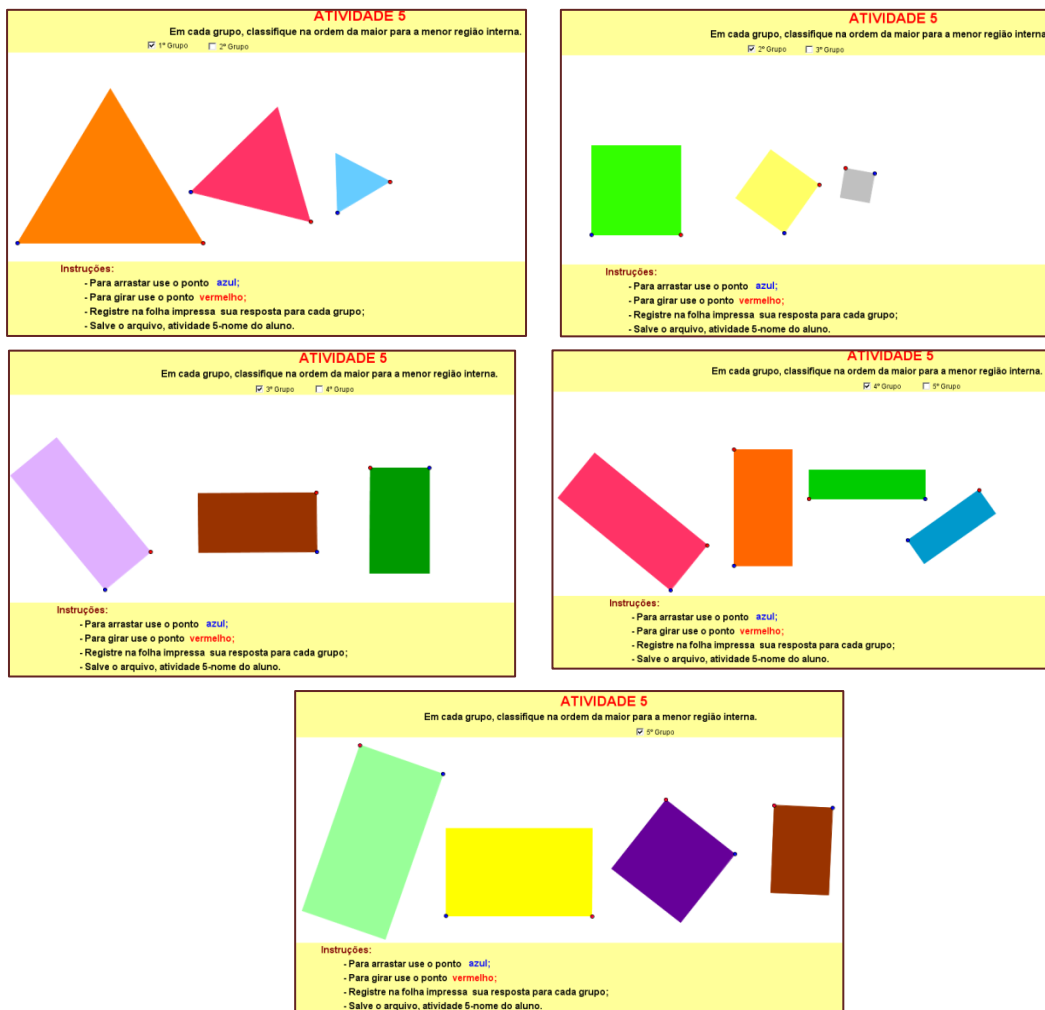 ATIVIDADE 5
Em cada grupo, classifique na ordem da maior para a menor região interna.
1º Grupo 2º Grupo
Instruções:
- Para arrastar use o ponto azul;
- Para girar use o ponto vermelho;
- Registre na folha impressa sua resposta para cada grupo;
- Salve o arquivo, atividade 5-nome do aluno.
ATIVIDADE 5
Em cada grupo, classifique na ordem da maior para a menor região interna
2º Grupo 3º Grupo
Instruções:
- Para arrastar use o ponto azul;
- Para girar use o ponto vermelho;
- Registre na folha impressa sua resposta para cada grupo;
- Salve o arquivo, atividade 5-nome do aluno.
ATIVIDADE 5
Em cada grupo, classifique na ordem da maior para a menor região interna.
3º Grupo 4º Grupo
Instruções:
- Para arrastar use o ponto azul;
- Para girar use o ponto vermelho;
- Registre na folha impressa sua resposta para cada grupo;
- Salve o arquivo, atividade 5-nome do aluno.
ATIVIDADE 5
Em cada grupo, classifique na ordem da maior para a menor região interna.
4º Grupo 5º Grupo
Instruções:
- Para arrastar use o ponto azul;
- Para girar use o ponto vermelho;
- Registre na folha impressa sua resposta para cada grupo;
- Salve o arquivo, atividade 5-nome do aluno.
ATIVIDADE 5
Em cada grupo, classifique na ordem da maior para a menor região interna.
5º Grupo
Instruções:
- Para arrastar use o ponto azul;
- Para girar use o ponto vermelho;
- Registre na folha impressa sua resposta para cada grupo;
- Salve o arquivo, atividade 5-nome do aluno.